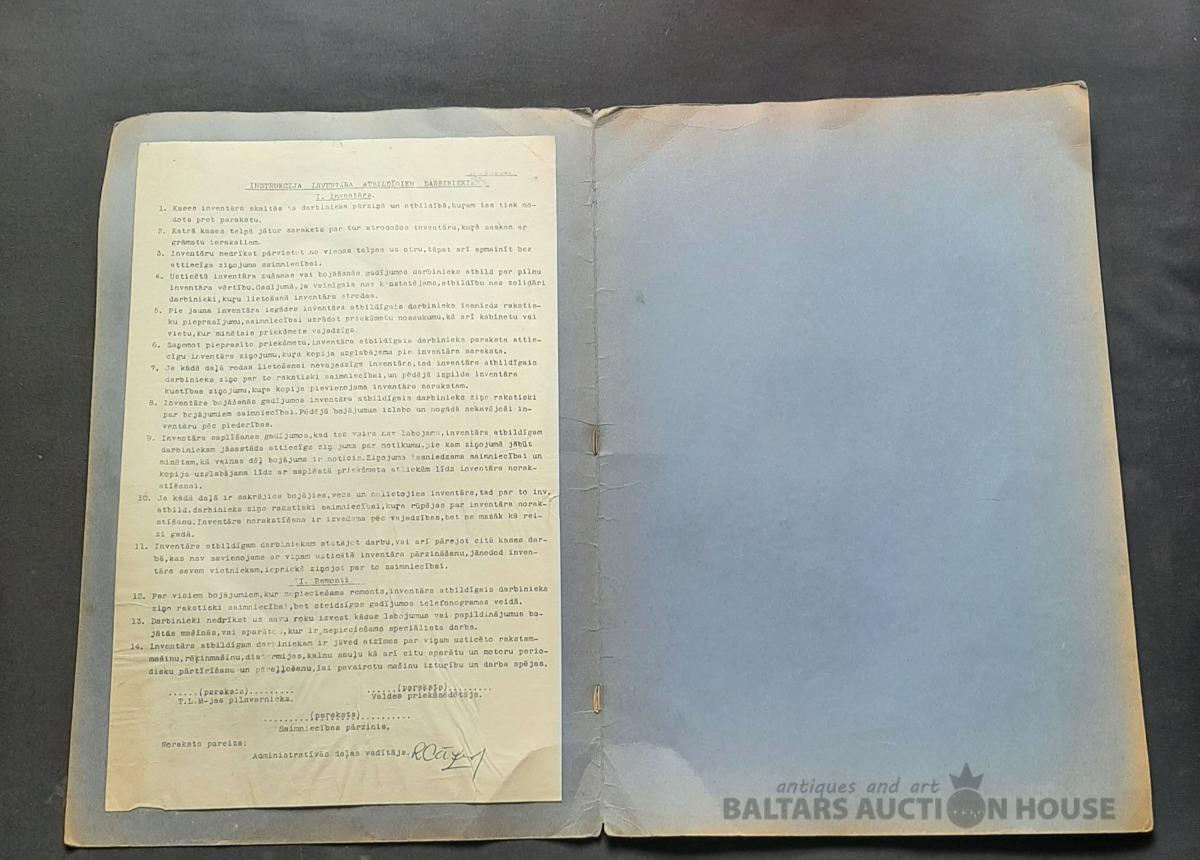 INSTRUKCIJA INVENTĀRA ATBILDĪGIEM DARBINIEKIEM
I. Inventārs.
1. Kases inventārs skaitās tā darbinieka pārziņā un atbildībā, kuŗam tas tiek no-
dots pret parakstu.
2. Katrā kases telpā jātur saraksts par tur atrodošos inventāru, kuŗš saskan ar
grāmatu ierakstiem.
3. Inventāru nedrīkst pārvietot no vienas telpas uz otru, tāpat arī apmainīt bez
attiecīga ziņojuma saimniecībai.
4. Uzticētā inventāra zušanas vai bojāšanās gadījumos darbinieks atbild par pilnu
inventāra vērtību. Gadījumā, ja vainīgais nav konstatējams, atbildību nes solidāri
darbinieki, kuŗu lietošanā inventārs atrodas.
5. Pie jauna inventāra iegādes inventāra atbildīgais darbinieks iesniedz rakstis-
ku pieprasījumu, saimniecībai uzrādot priekšmetu nosaukumu, kā arī kabinetu vai
vietu, kur minētais priekšmets vajadzīgs.
6. Saņemot pieprasīto priekšmetu, inventāra atbildīgais darbinieks paraksta attie-
cīgu inventāra ziņojumu, kuŗa kopija uzglabājama pie inventāra saraksta.
7. Ja kādā daļā rodas lietošanai nevajadzīgs inventārs, tad inventāra atbildīgais
darbinieks ziņo par to rakstiski saimniecībai, un pēdējā izpilda inventāra
kustības ziņojumu, kuŗa kopija pievienojama inventāra sarakstam.
8. Inventāra bojāšanās gadījumos inventāra atbildīgais darbinieks ziņo rakstiski
par bojājumiem saimniecībai. Pēdējā bojājumus izlabo un nogādā nekavējoši in-
ventāru pēc piederības.
9. Inventāra saplīšanas gadījumos, kad tos vairs nav labojams, inventāra atbildīgam
darbiniekam jāsastāda attiecīgs ziņojums par notikumu, pie kam ziņojumā jābūt
minētam, kā vainas dēļ bojājums ir noticis. Ziņojums iesniedzams saimniecībai un
kopija uzglabājama līdz ar saplēstā priekšmeta atliekām līdz inventāra norak-
stīšanai.
10. Ja kādā daļā ir sakrājies bojājies, vecs un nolietojies inventārs, tad par to inv.
atbild. darbinieks ziņo rakstiski saimniecībai, kuŗa rūpējas par inventāra norak-
stīšanu. Inventāra norakstīšana ir izvedama pēc vajadzības, bet ne mazāk kā rei-
zi gadā.
11. Inventāra atbildīgam darbiniekam atstājot darbu, vai arī pārejot citā kases dar-
bā, kas nav savienojams ar viņam uzticētā inventāra pārzināšanu, jānodod inven-
tārs savam vietniekam, iepriekš ziņojot par to saimniecībai.
II. Remonti
12. Par visiem bojājumiem, kur nepieciešams remonts, inventāra atbildīgais darbinieks
ziņo rakstiski saimniecībai, bet steidzīgos gadījumos telefonogramas veidā.
13. Darbinieki nedrīkst uz savu roku izvest kādus labojumus vai papildinājumus bo-
jātās mašīnās, vai aparātos, kur ir nepieciešams speciālista darbs.
14. Inventāra atbildīgam darbiniekam ir jāved atzīmes par viņam uzticēto rakstam-
mašīnu, rēķinmašīnu, diatermijas, kalnu sauļu kā arī citu aparātu un motoru perio-
disku pārtīrīšanu un pāreļļošanu, lai pavairotu mašīnu izturību un darba spējas.
......(paraksts)......... ......(paraksts).........
T.L.M-jas pilnvarnieks. Valdes priekšsēdētājs.
.........(paraksts)..........
Saimniecības pārzinis.
Noraksts pareizs:
Administratīvās daļas vadītājs.
antiques and art
BALTARS AUCTION HOUSE